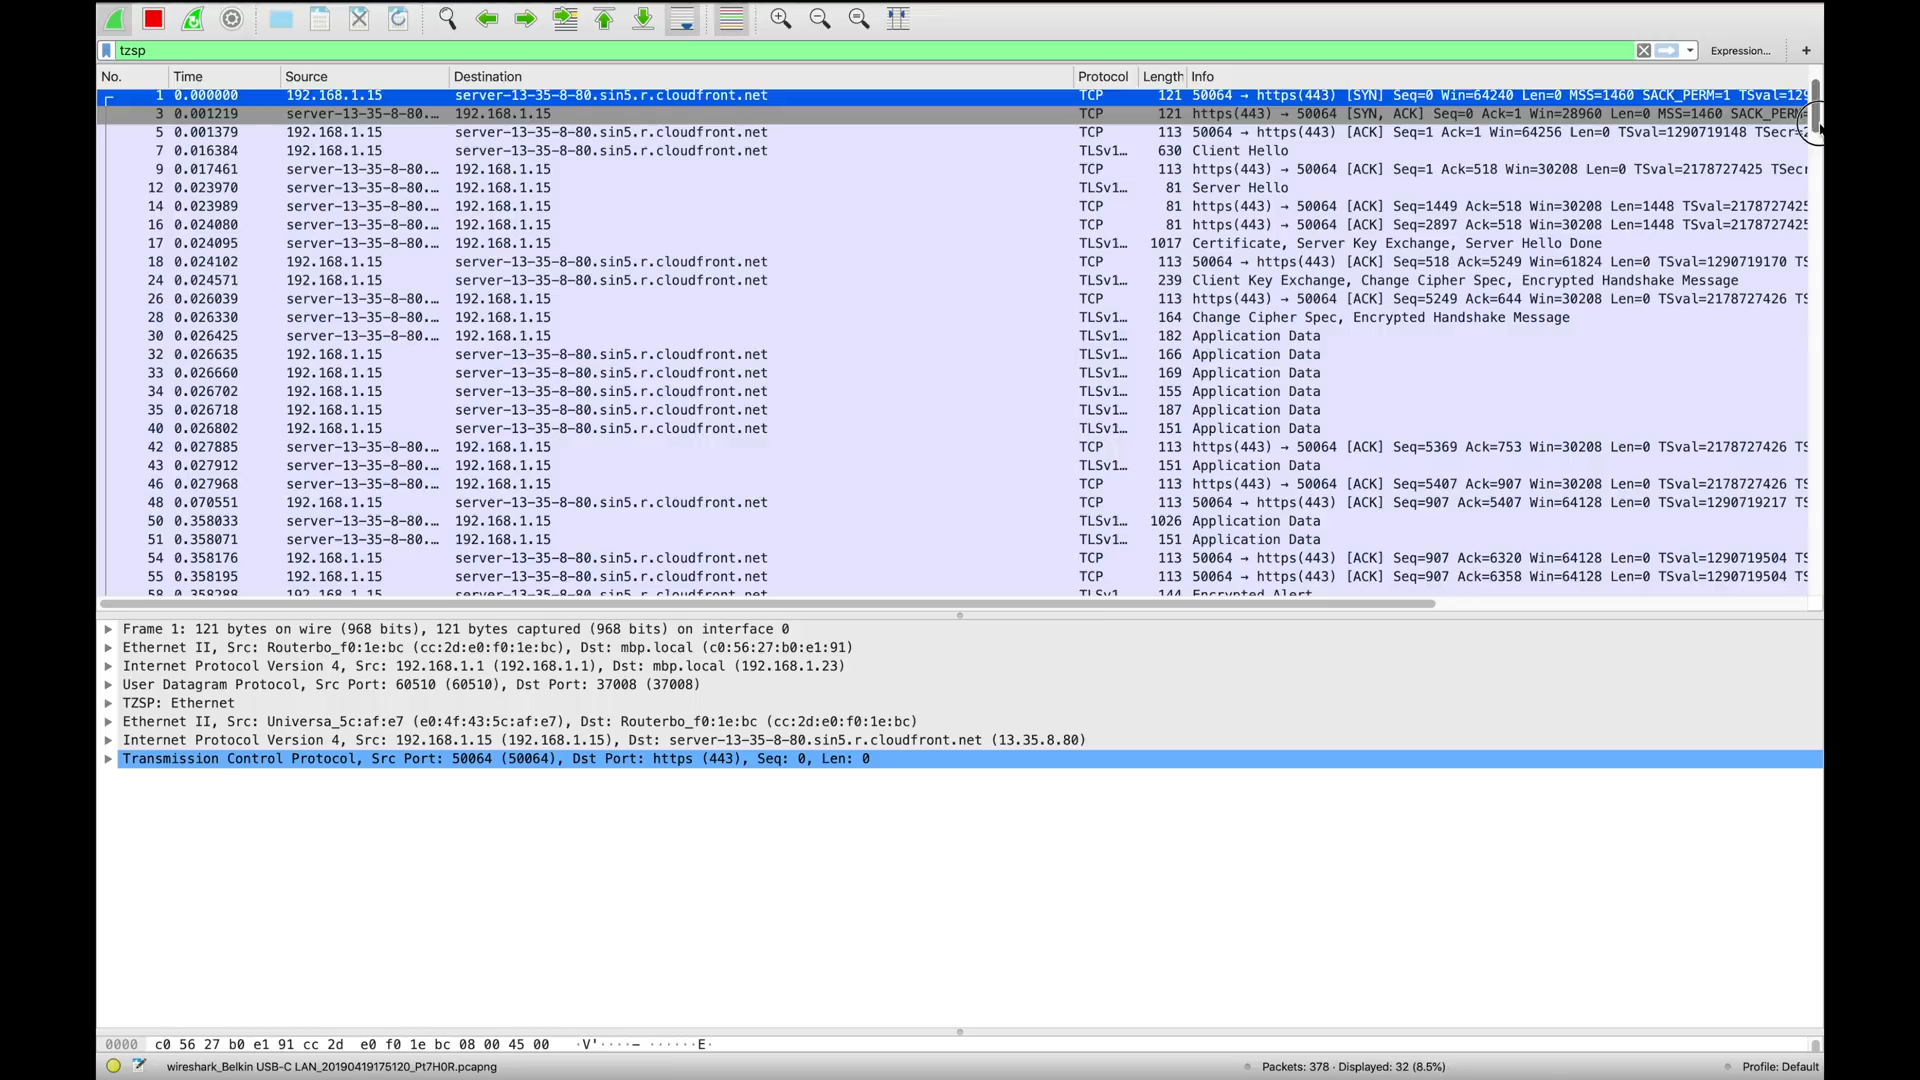 tzsp
Expression...
+
No. Time Source Destination Protocol Length Info
1 0.000000 192.168.1.15 server-13-35-8-80.sin5.r.cloudfront.net TCP 121 50064 → https(443) [SYN] Seq=0 Win=64240 Len=0 MSS=1460 SACK_PERM=1 TSval=129
3 0.001219 server-13-35-8-80.… 192.168.1.15 TCP 121 https(443) → 50064 [SYN, ACK] Seq=0 Ack=1 Win=28960 Len=0 MSS=1460 SACK_PERM
5 0.001379 192.168.1.15 server-13-35-8-80.sin5.r.cloudfront.net TCP 113 50064 → https(443) [ACK] Seq=1 Ack=1 Win=64256 Len=0 TSval=1290719148 TSecr=
7 0.016384 192.168.1.15 server-13-35-8-80.sin5.r.cloudfront.net TLSv1… 630 Client Hello
9 0.017461 server-13-35-8-80.… 192.168.1.15 TCP 113 https(443) → 50064 [ACK] Seq=1 Ack=518 Win=30208 Len=0 TSval=2178727425 TSecr
12 0.023970 server-13-35-8-80.… 192.168.1.15 TLSv1… 81 Server Hello
14 0.023989 server-13-35-8-80.… 192.168.1.15 TCP 81 https(443) → 50064 [ACK] Seq=1449 Ack=518 Win=30208 Len=1448 TSval=2178727425
16 0.024080 server-13-35-8-80.… 192.168.1.15 TCP 81 https(443) → 50064 [ACK] Seq=2897 Ack=518 Win=30208 Len=1448 TSval=2178727425
17 0.024095 server-13-35-8-80.… 192.168.1.15 TLSv1… 1017 Certificate, Server Key Exchange, Server Hello Done
18 0.024102 192.168.1.15 server-13-35-8-80.sin5.r.cloudfront.net TCP 113 50064 → https(443) [ACK] Seq=518 Ack=5249 Win=61824 Len=0 TSval=1290719170 TS
24 0.024571 192.168.1.15 server-13-35-8-80.sin5.r.cloudfront.net TLSv1… 239 Client Key Exchange, Change Cipher Spec, Encrypted Handshake Message
26 0.026039 server-13-35-8-80.… 192.168.1.15 TCP 113 https(443) → 50064 [ACK] Seq=5249 Ack=644 Win=30208 Len=0 TSval=2178727426 TS
28 0.026330 server-13-35-8-80.… 192.168.1.15 TLSv1… 164 Change Cipher Spec, Encrypted Handshake Message
30 0.026425 server-13-35-8-80.… 192.168.1.15 TLSv1… 182 Application Data
32 0.026635 192.168.1.15 server-13-35-8-80.sin5.r.cloudfront.net TLSv1… 166 Application Data
33 0.026660 192.168.1.15 server-13-35-8-80.sin5.r.cloudfront.net TLSv1… 169 Application Data
34 0.026702 192.168.1.15 server-13-35-8-80.sin5.r.cloudfront.net TLSv1… 155 Application Data
35 0.026718 192.168.1.15 server-13-35-8-80.sin5.r.cloudfront.net TLSv1… 187 Application Data
40 0.026802 192.168.1.15 server-13-35-8-80.sin5.r.cloudfront.net TLSv1… 151 Application Data
42 0.027885 server-13-35-8-80.… 192.168.1.15 TCP 113 https(443) → 50064 [ACK] Seq=5369 Ack=753 Win=30208 Len=0 TSval=2178727426 TS
43 0.027912 server-13-35-8-80.… 192.168.1.15 TLSv1… 151 Application Data
46 0.027968 server-13-35-8-80.… 192.168.1.15 TCP 113 https(443) → 50064 [ACK] Seq=5407 Ack=907 Win=30208 Len=0 TSval=2178727426 TS
48 0.070551 192.168.1.15 server-13-35-8-80.sin5.r.cloudfront.net TCP 113 50064 → https(443) [ACK] Seq=907 Ack=5407 Win=64128 Len=0 TSval=1290719217 TS
50 0.358033 server-13-35-8-80.… 192.168.1.15 TLSv1… 1026 Application Data
51 0.358071 server-13-35-8-80.… 192.168.1.15 TLSv1… 151 Application Data
54 0.358176 192.168.1.15 server-13-35-8-80.sin5.r.cloudfront.net TCP 113 50064 → https(443) [ACK] Seq=907 Ack=6320 Win=64128 Len=0 TSval=1290719504 TS
55 0.358195 192.168.1.15 server-13-35-8-80.sin5.r.cloudfront.net TCP 113 50064 → https(443) [ACK] Seq=907 Ack=6358 Win=64128 Len=0 TSval=1290719504 TS
58 0.358288 192.168.1.15 server-13-35-8-80.sin5.r.cloudfront.net TLSv1 144 Encrypted Alert
Frame 1: 121 bytes on wire (968 bits), 121 bytes captured (968 bits) on interface 0
Ethernet II, Src: Routerbo_f0:1e:bc (cc:2d:e0:f0:1e:bc), Dst: mbp.local (c0:56:27:b0:e1:91)
Internet Protocol Version 4, Src: 192.168.1.1 (192.168.1.1), Dst: mbp.local (192.168.1.23)
User Datagram Protocol, Src Port: 60510 (60510), Dst Port: 37008 (37008)
TZSP: Ethernet
Ethernet II, Src: Universa_5c:af:e7 (e0:4f:43:5c:af:e7), Dst: Routerbo_f0:1e:bc (cc:2d:e0:f0:1e:bc)
Internet Protocol Version 4, Src: 192.168.1.15 (192.168.1.15), Dst: server-13-35-8-80.sin5.r.cloudfront.net (13.35.8.80)
Transmission Control Protocol, Src Port: 50064 (50064), Dst Port: https (443), Seq: 0, Len: 0
0000 c0 56 27 b0 e1 91 cc 2d e0 f0 1e bc 08 00 45 00 ·V'····- ······E·
wireshark_Belkin USB-C LAN_20190419175120_Pt7H0R.pcapng
Packets: 378 · Displayed: 32 (8.5%)
Profile: Default